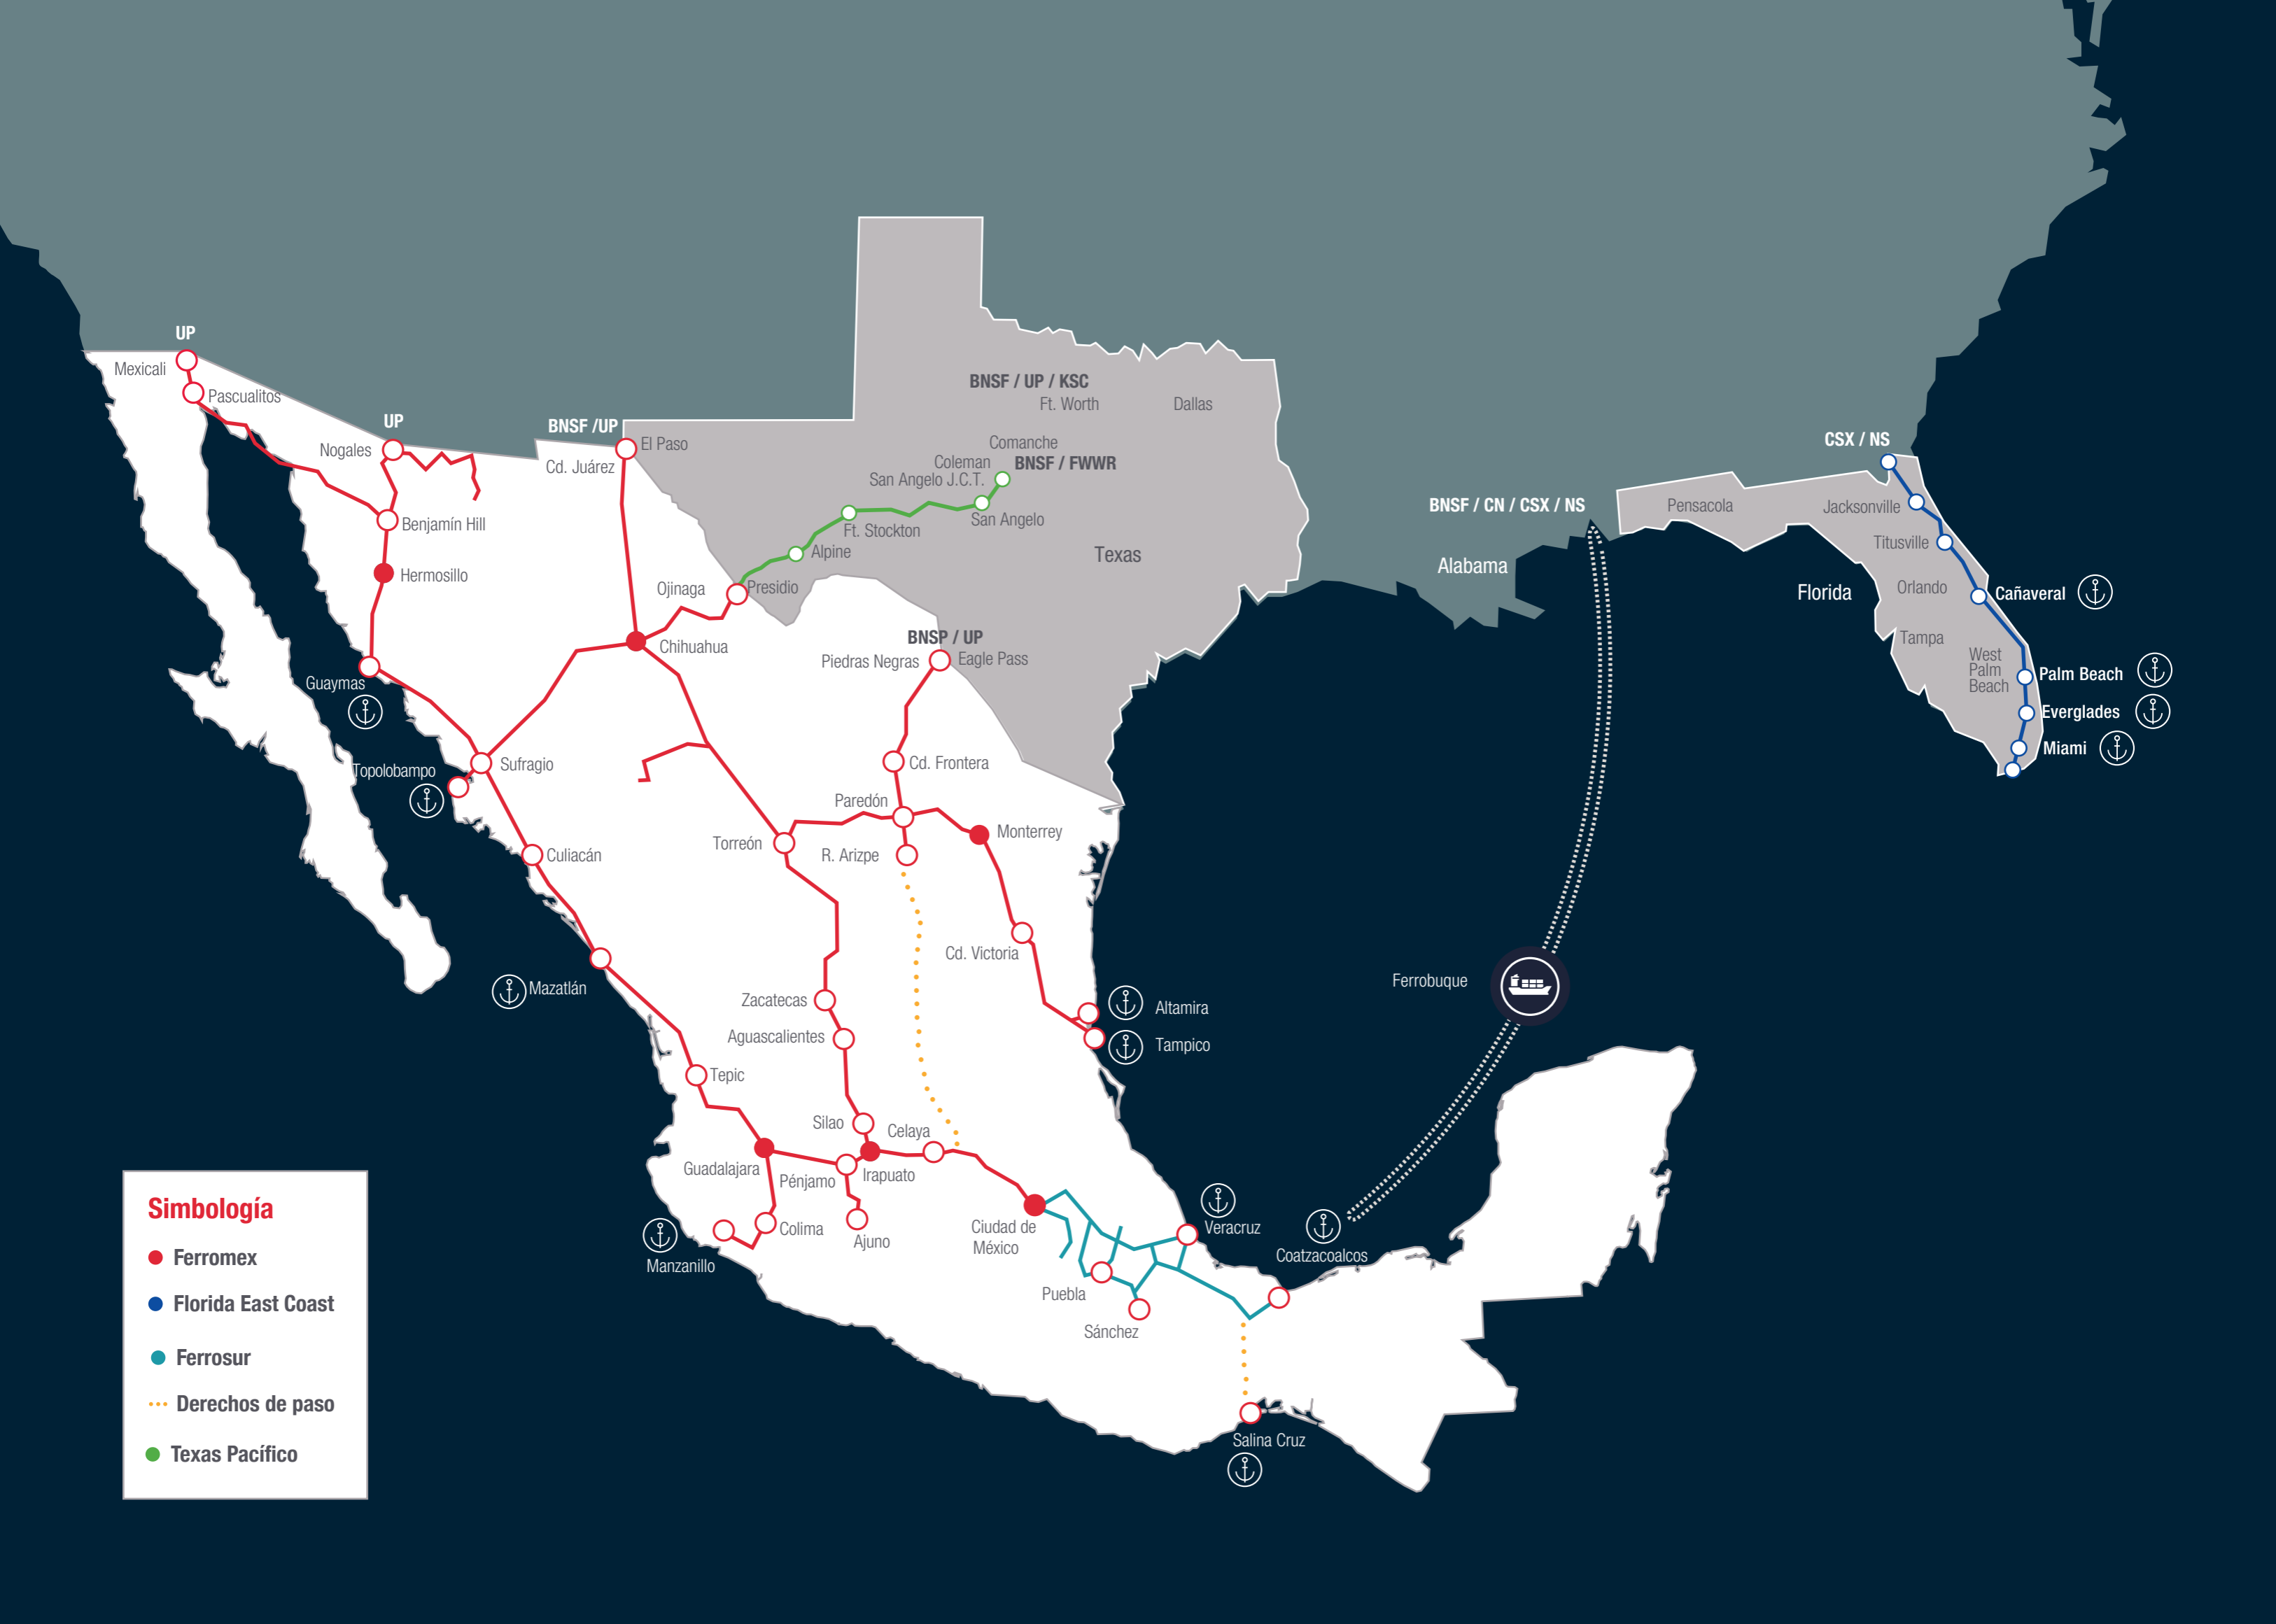 UP
Mexicali
Pascualitos
UP
Nogales
Benjamín Hill
Hermosillo
Guaymas
BNSF /UP
El Paso
Cd. Juárez
Ojinaga
Presidio
Chihuahua
Alpine
Ft. Stockton
San Angelo
San Angelo J.C.T.
Coleman
Comanche
BNSF / FWWR
BNSF / UP / KSC
Ft. Worth
Dallas
Texas
BNSP / UP
Piedras Negras
Eagle Pass
Cd. Frontera
Paredón
Monterrey
R. Arizpe
Torreón
Sufragio
Topolobampo
Culiacán
Mazatlán
Cd. Victoria
Zacatecas
Altamira
Aguascalientes
Tampico
Tepic
Silao
Celaya
Guadalajara
Pénjamo
Irapuato
Colima
Ajuno
Manzanillo
Ciudad de
México
Veracruz
Coatzacoalcos
Puebla
Sánchez
Salina Cruz
Ferrobuque
BNSF / CN / CSX / NS
Alabama
CSX / NS
Pensacola
Jacksonville
Titusville
Florida
Orlando
Cañaveral
Tampa
West
Palm
Beach
Palm Beach
Everglades
Miami
Simbología
Ferromex
Florida East Coast
Ferrosur
Derechos de paso
Texas Pacífico